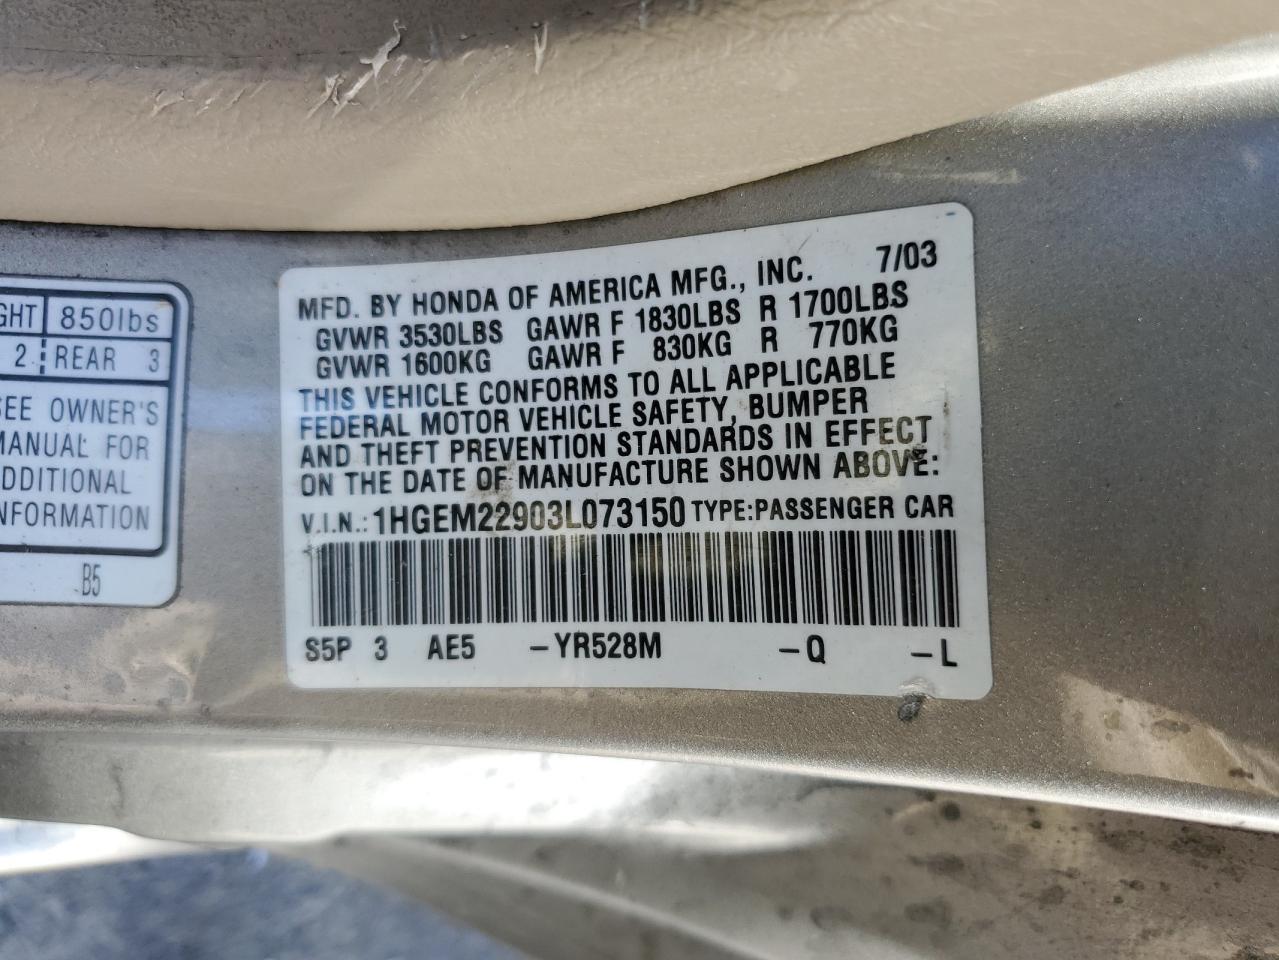 GHT 850lbs
2 REAR 3
SEE OWNER'S
MANUAL FOR
ADDITIONAL
INFORMATION
B5
MFD. BY HONDA OF AMERICA MFG., INC. 7/03
GVWR 3530LBS GAWR F 1830LBS R 1700LBS
GVWR 1600KG GAWR F 830KG R 770KG
THIS VEHICLE CONFORMS TO ALL APPLICABLE
FEDERAL MOTOR VEHICLE SAFETY, BUMPER
AND THEFT PREVENTION STANDARDS IN EFFECT
ON THE DATE OF MANUFACTURE SHOWN ABOVE:
V.I.N.: 1HGEM22903L073150 TYPE:PASSENGER CAR
S5P 3 AE5 -YR528M -Q -L